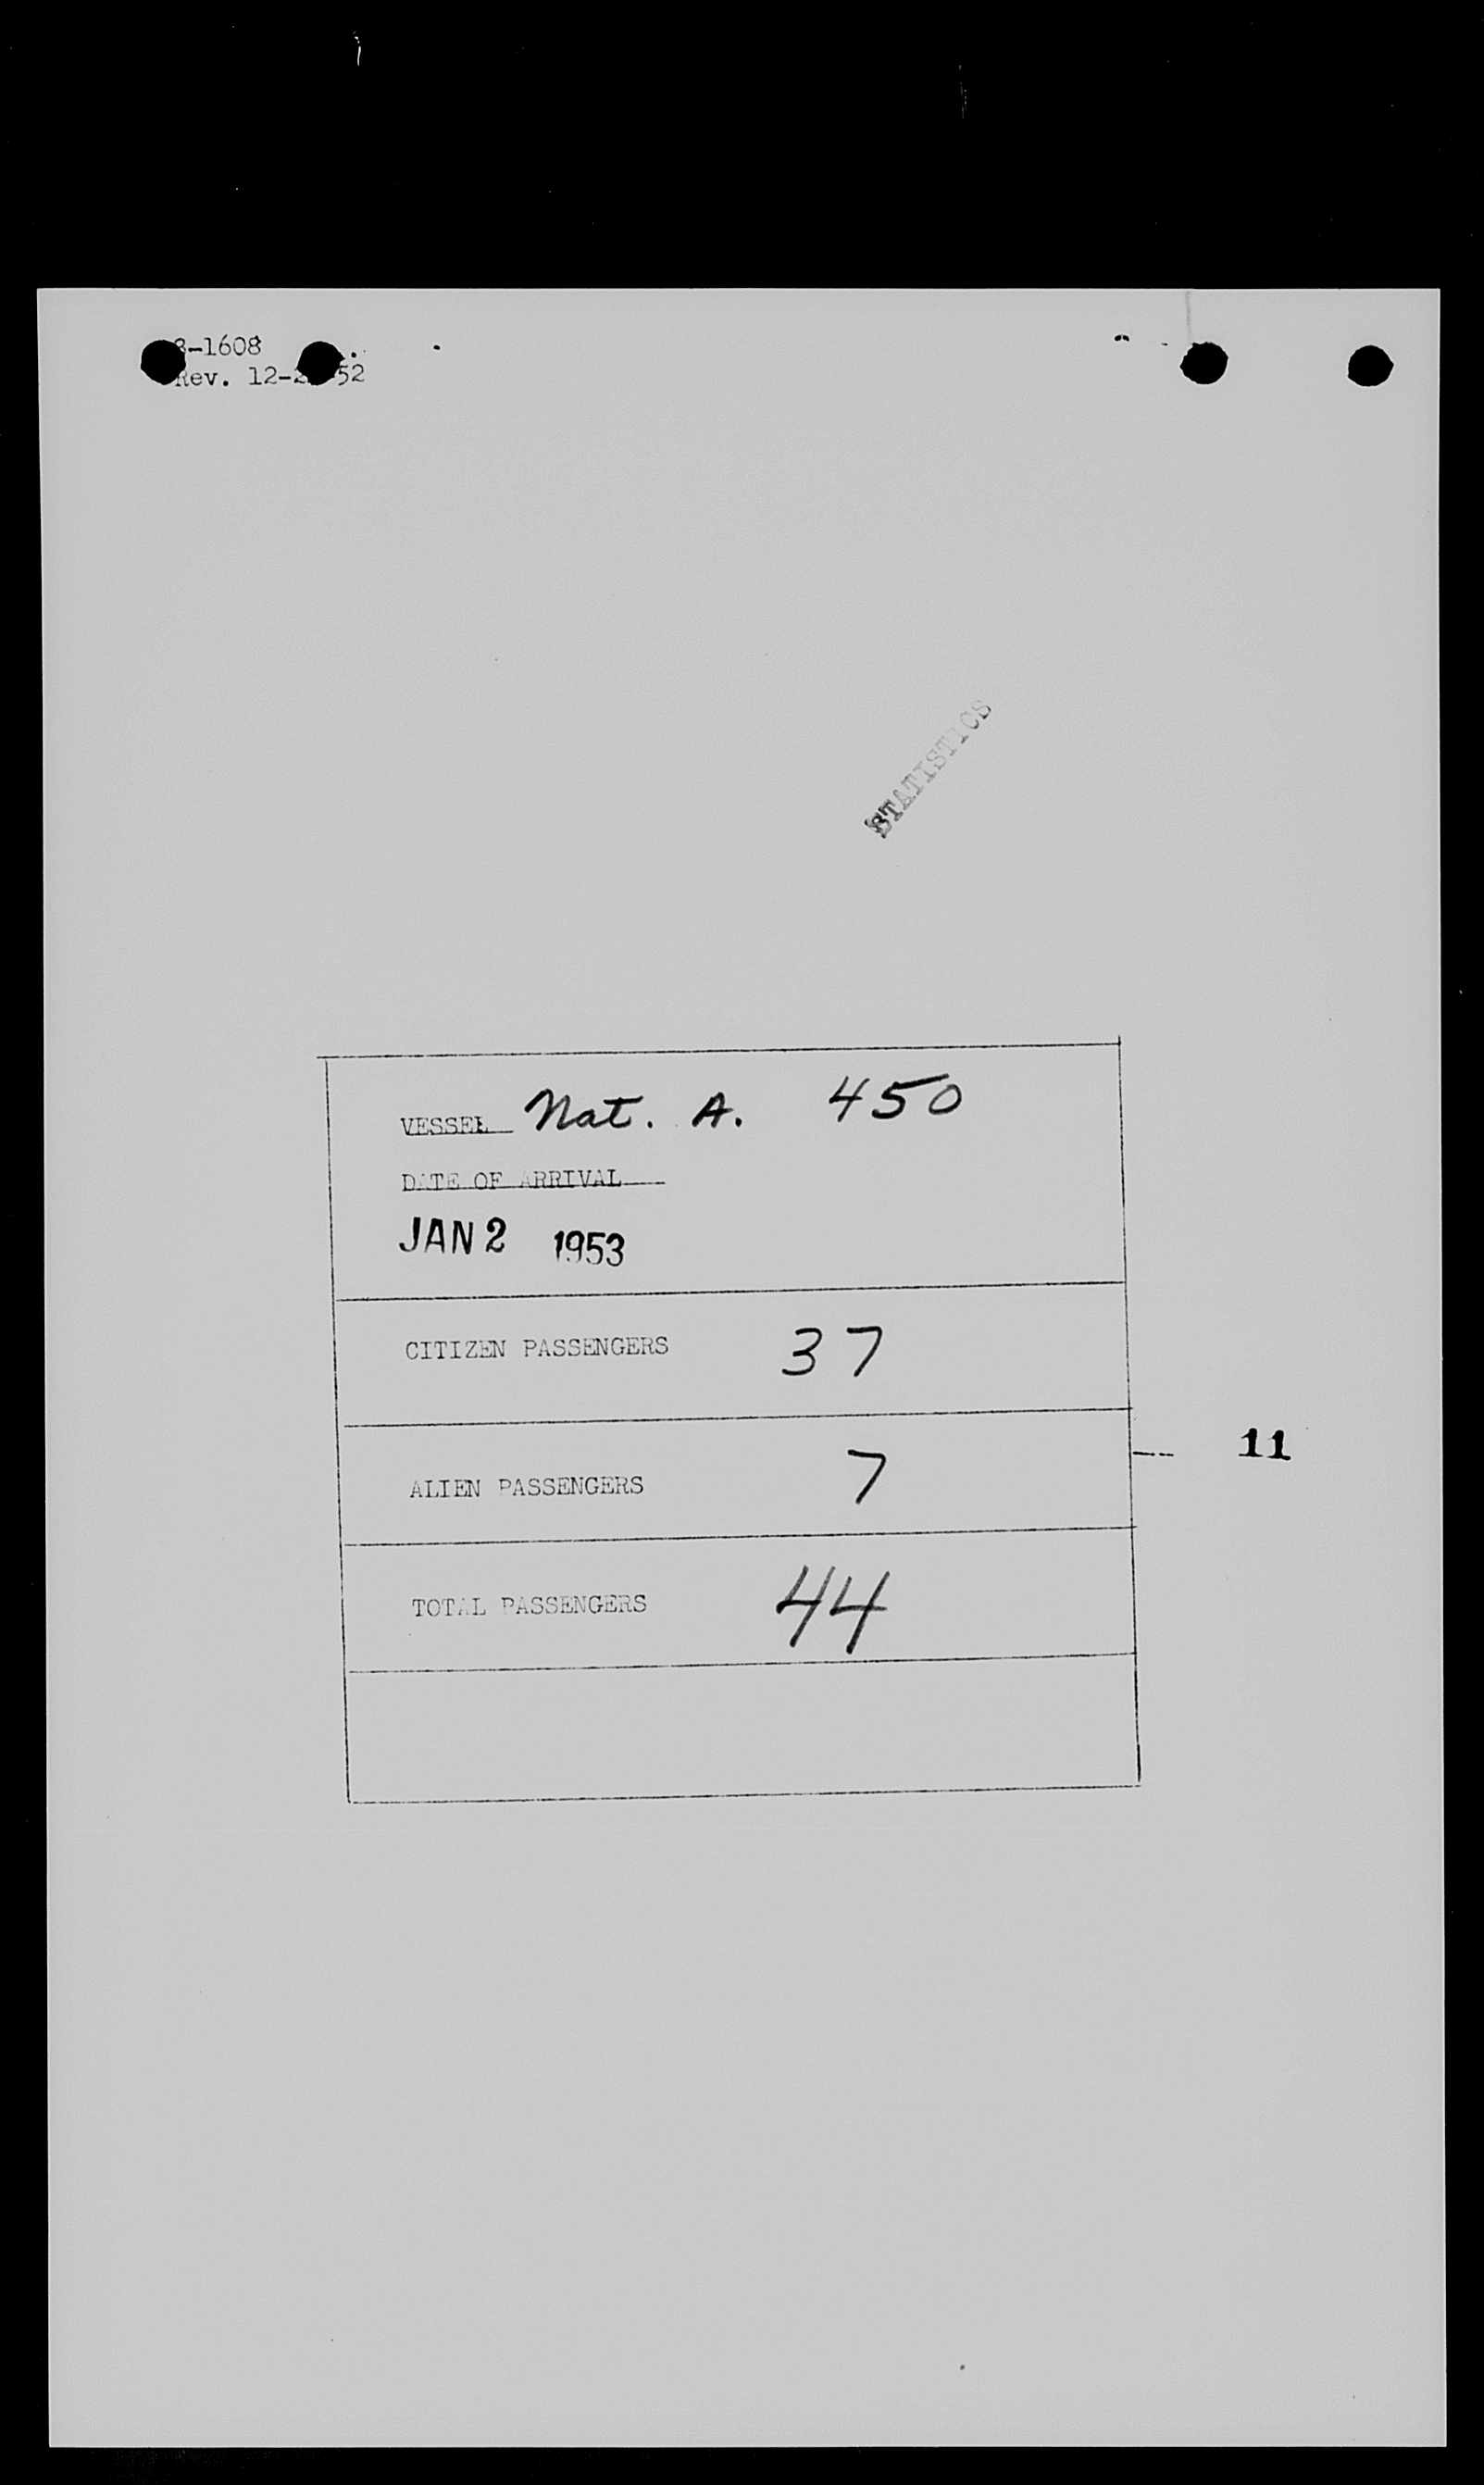 -1608
Rev. 12-2 52
STATISTICS
VESSEL Nat. A. 450
DATE OF ARRIVAL
JAN 2 1953
CITIZEN PASSENGERS 37
11
ALIEN PASSENGERS 7
TOTAL PASSENGERS 44